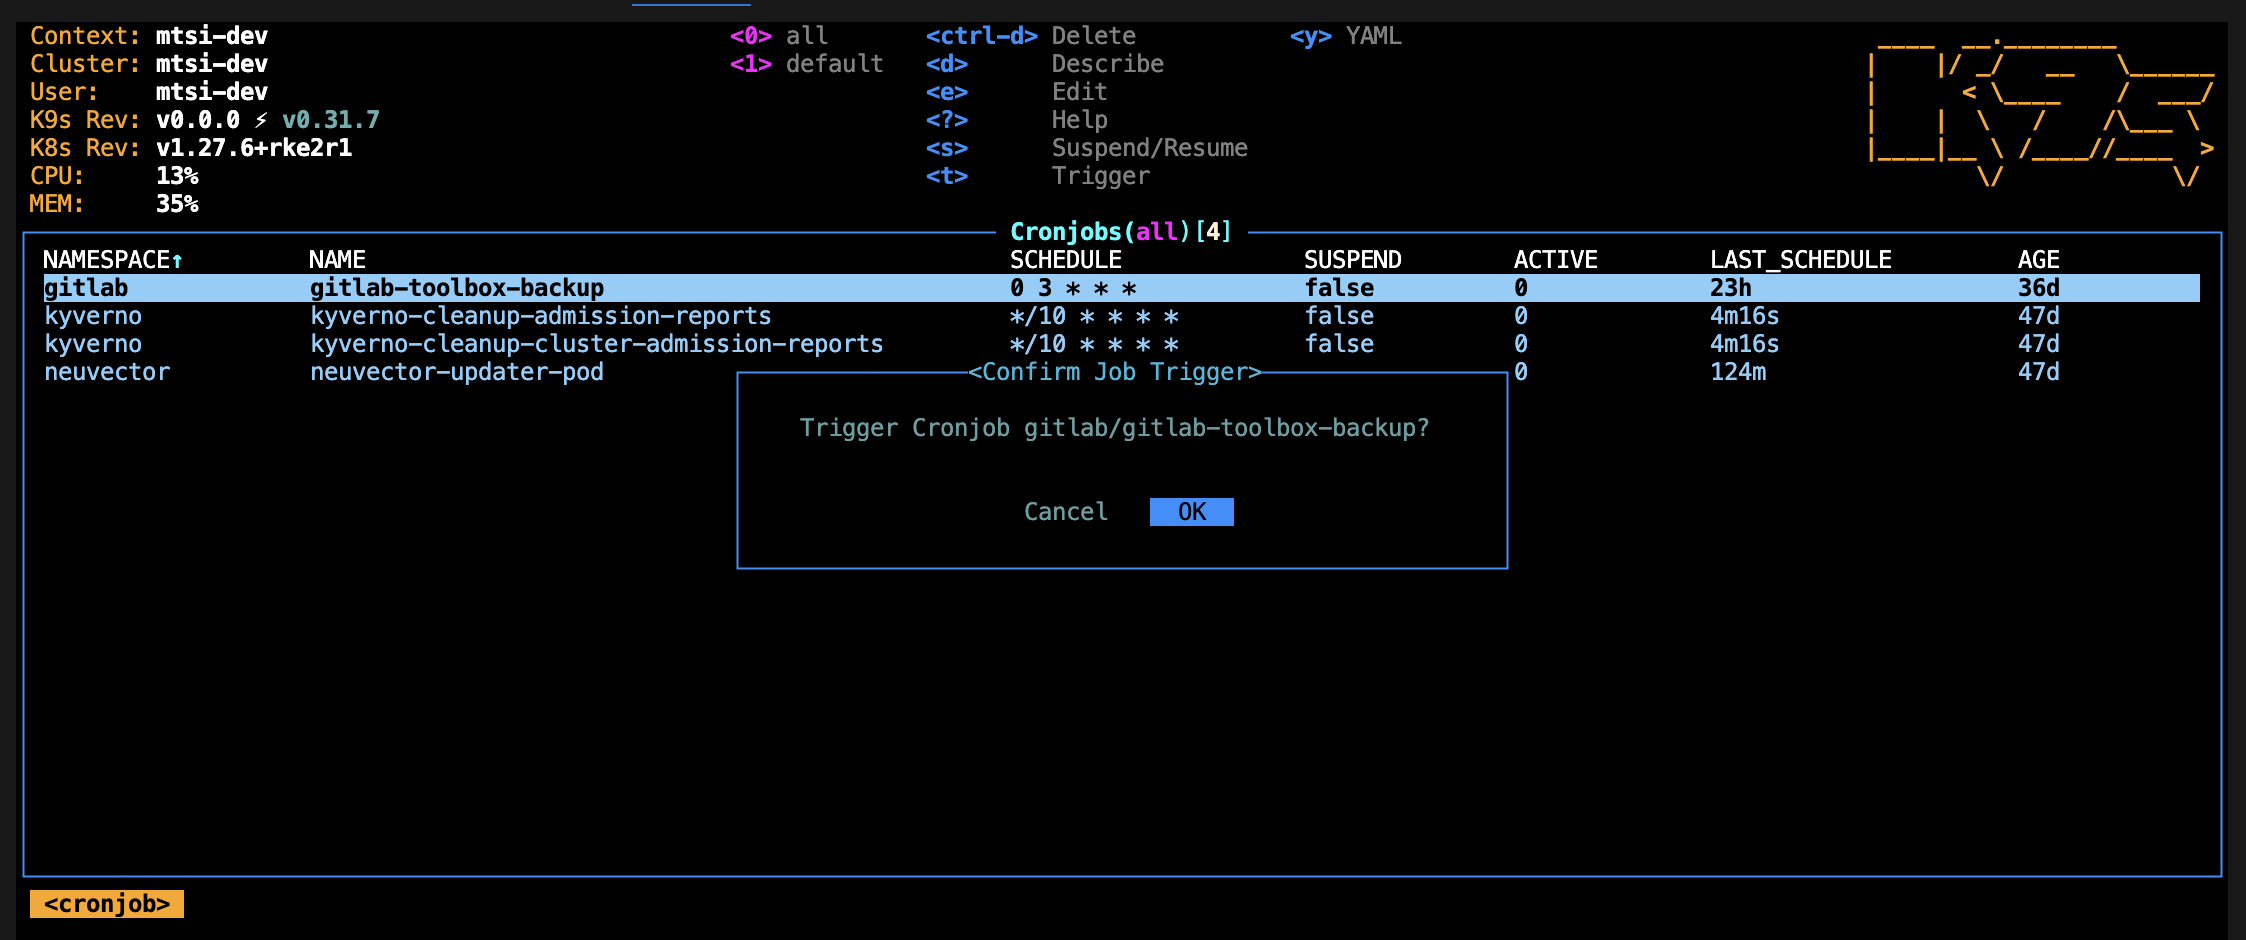 Context: mtsi-dev <0> all <ctrl-d> Delete <y> YAML
Cluster: mtsi-dev <1> default <d> Describe
User: mtsi-dev <e> Edit
K9s Rev: v0.0.0 ⚡ v0.31.7 <?> Help
K8s Rev: v1.27.6+rke2r1 <s> Suspend/Resume
CPU: 13% <t> Trigger
MEM: 35%
Cronjobs(all)[4]
NAMESPACE↑ NAME SCHEDULE SUSPEND ACTIVE LAST_SCHEDULE AGE
gitlab gitlab-toolbox-backup 0 3 * * * false 0 23h 36d
kyverno kyverno-cleanup-admission-reports */10 * * * * false 0 4m16s 47d
kyverno kyverno-cleanup-cluster-admission-reports */10 * * * * false 0 4m16s 47d
neuvector neuvector-updater-pod 0 124m 47d
<Confirm Job Trigger>
Trigger Cronjob gitlab/gitlab-toolbox-backup?
Cancel OK
<cronjob>